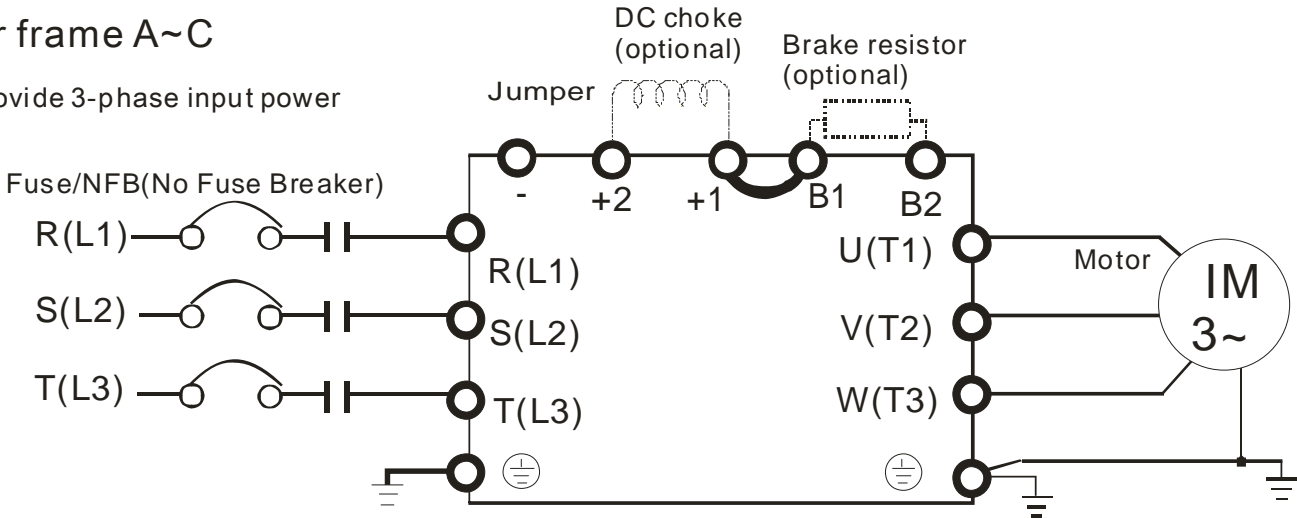 r frame A~C
ovide 3-phase input power
DC choke
(optional)
Brake resistor
(optional)
Jumper
Fuse/NFB(No Fuse Breaker)
- +2 +1 B1 B2
R(L1) R(L1) U(T1) Motor
S(L2) S(L2) V(T2) IM
3~
T(L3) T(L3) W(T3)